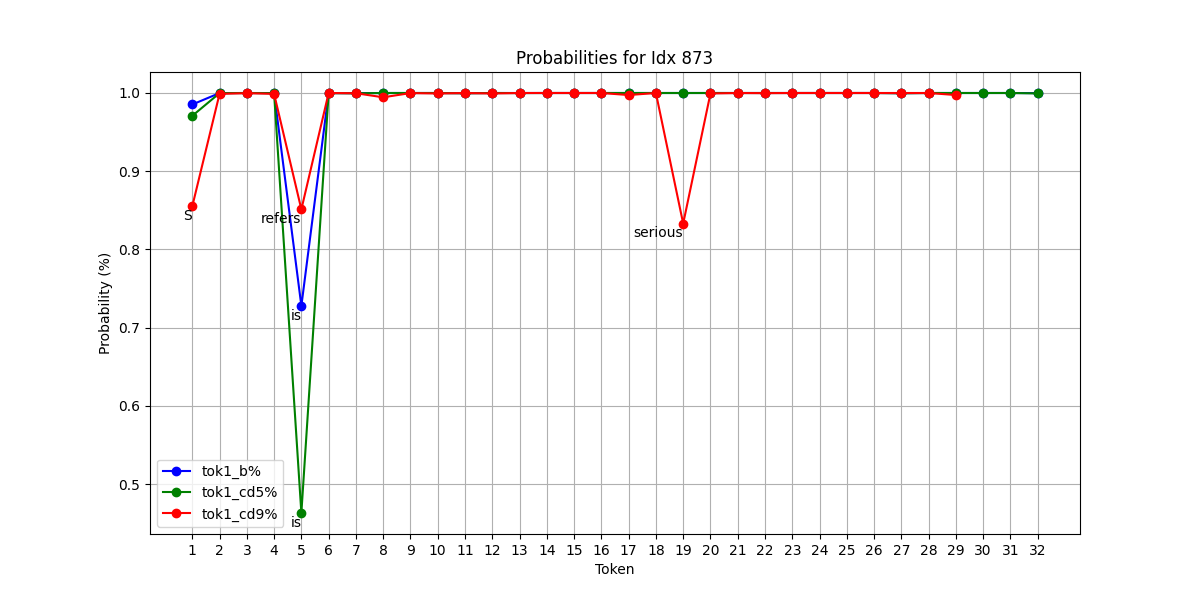 Probabilities for Idx 873
1.0
0.9
0.8
0.7
0.6
0.5
Probability (%)
S
refers
is
is
serious
tok1_b%
tok1_cd5%
tok1_cd9%
1 2 3 4 5 6 7 8 9 10 11 12 13 14 15 16 17 18 19 20 21 22 23 24 25 26 27 28 29 30 31 32
Token